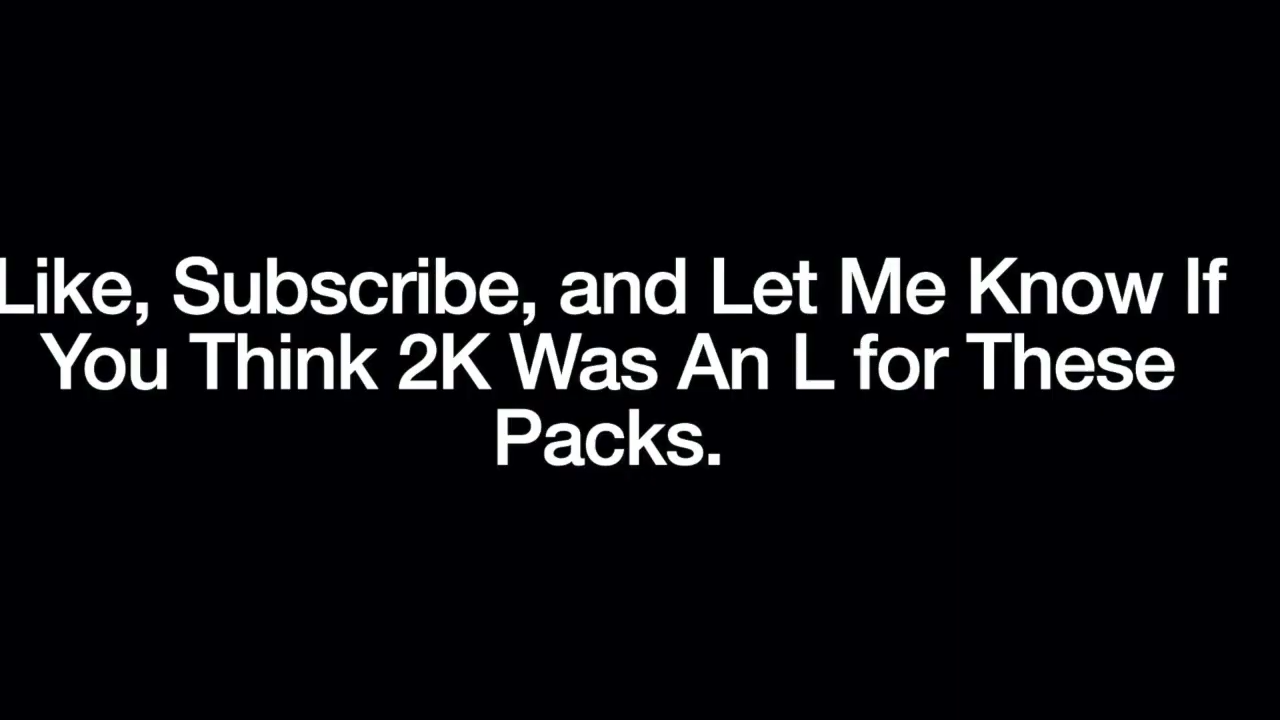 Like, Subscribe, and Let Me Know If
You Think 2K Was An L for These
Packs.